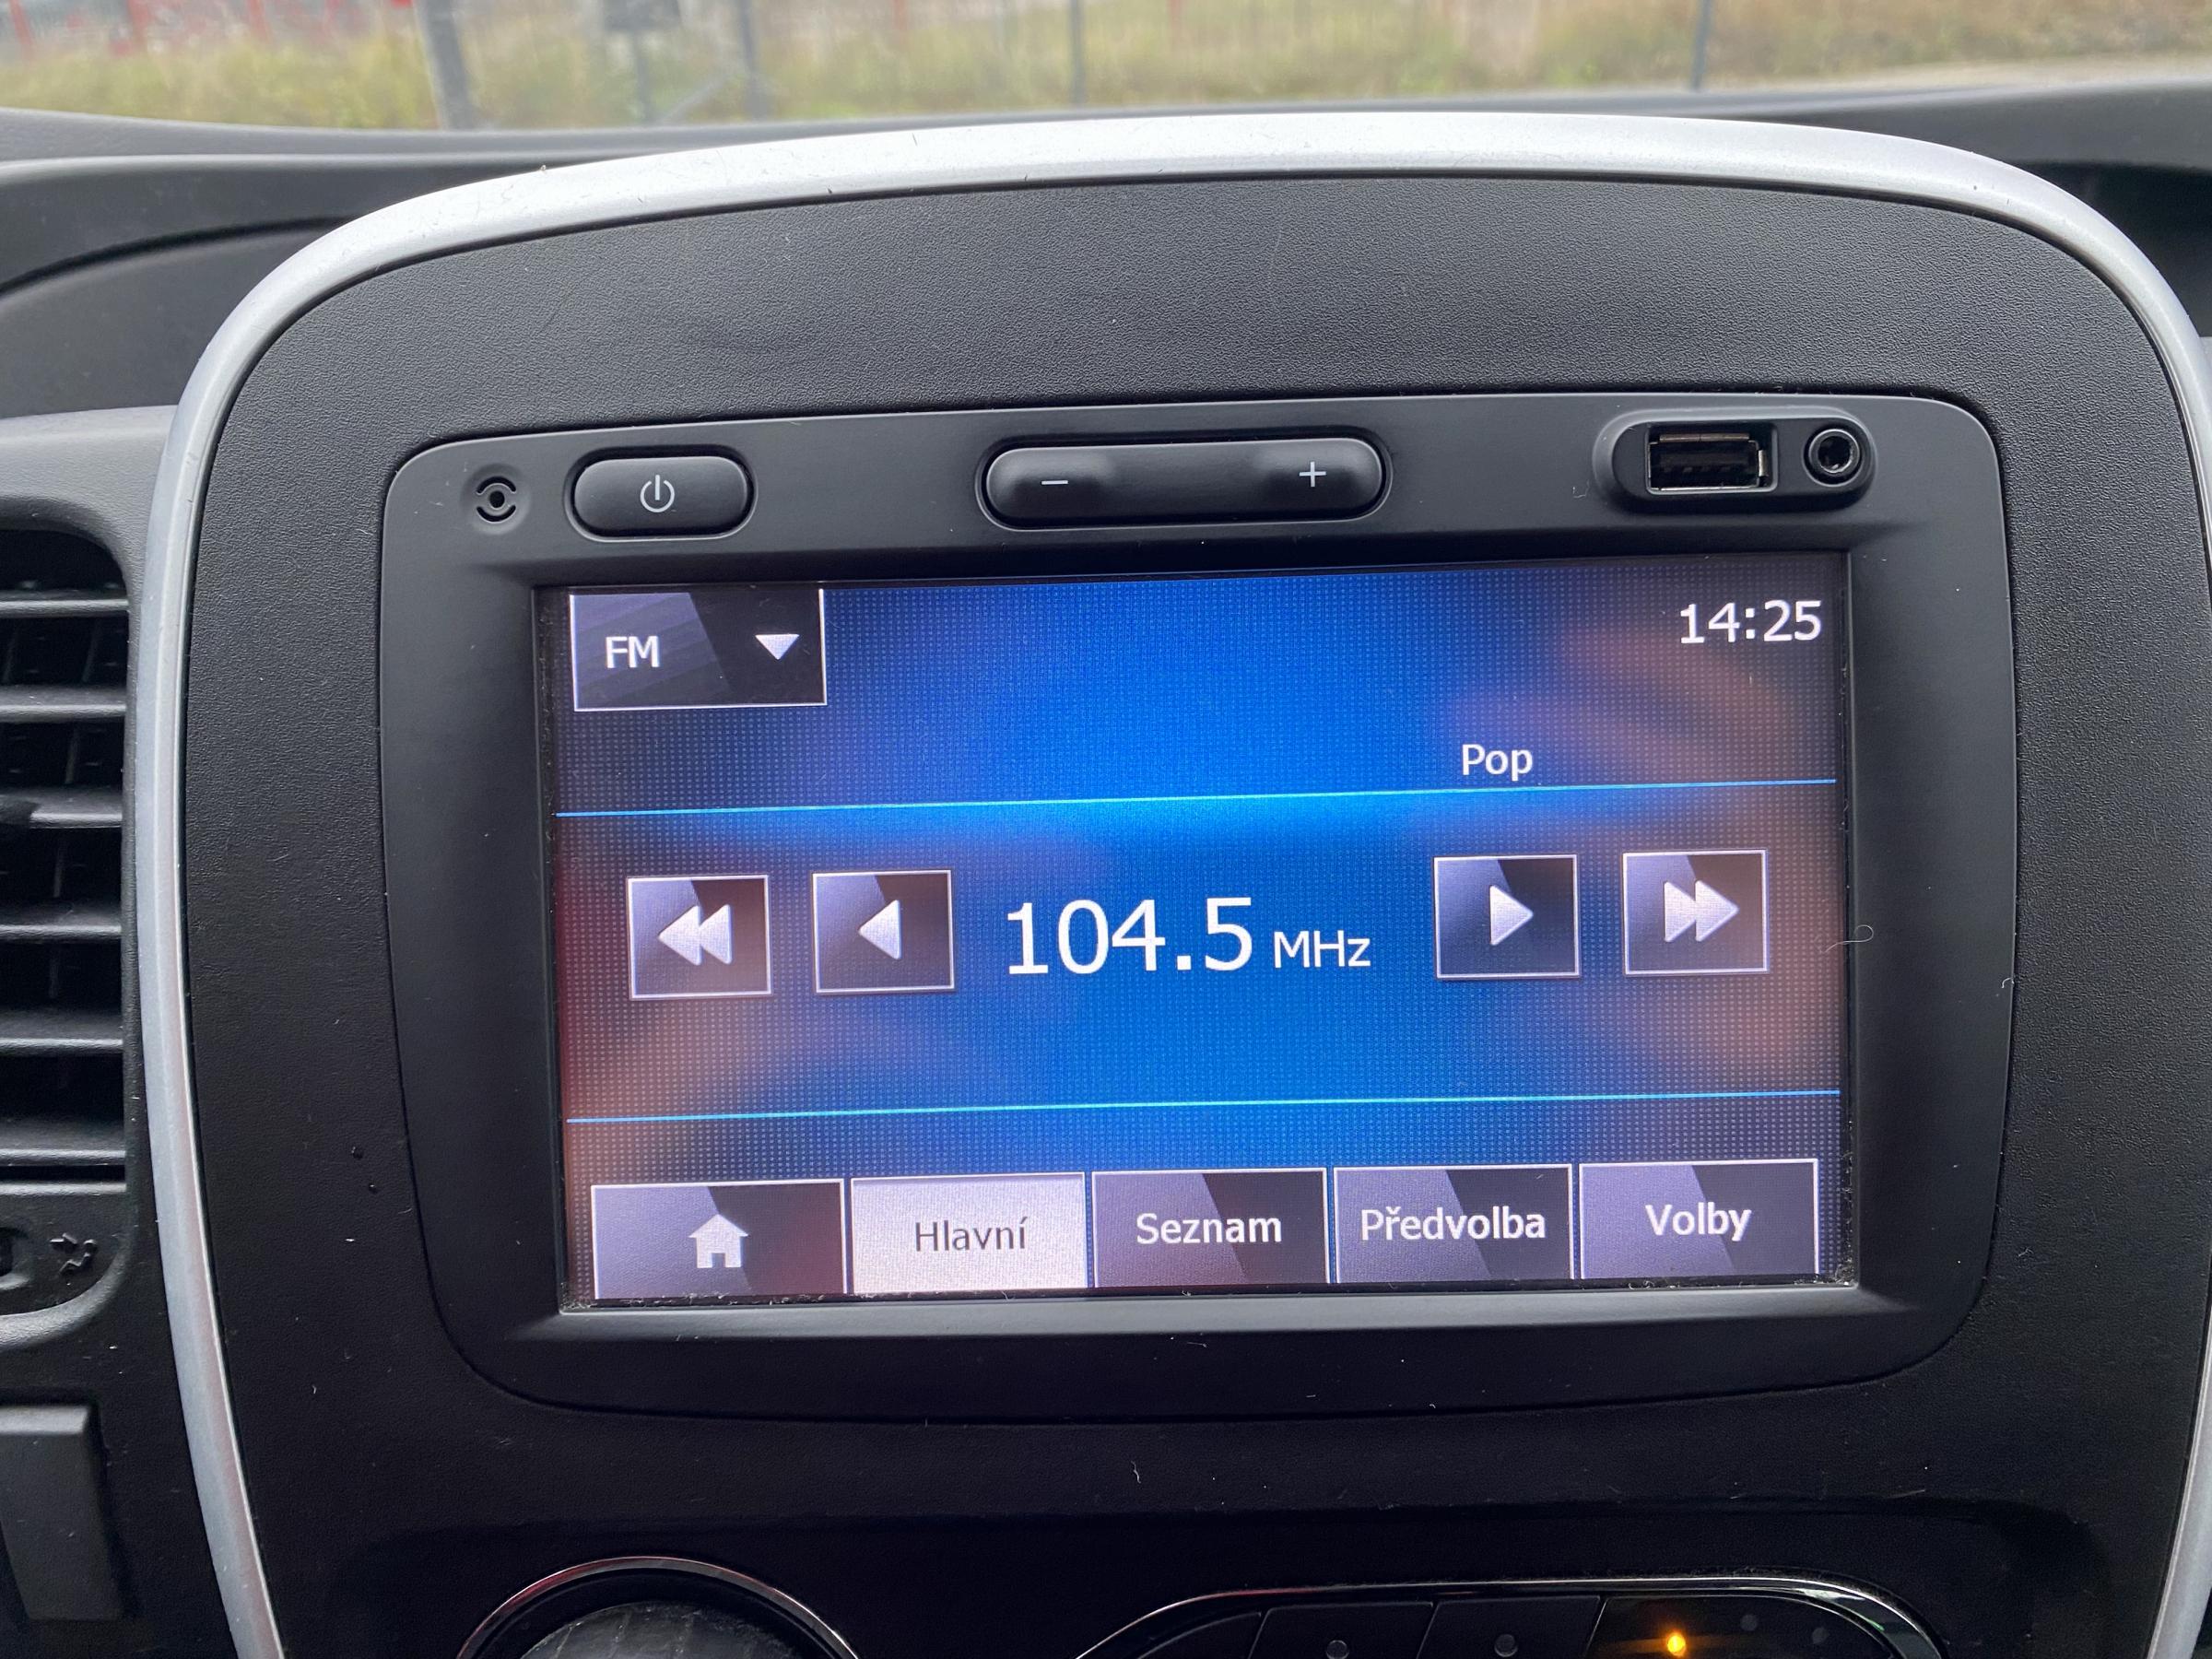 - +
FM
14:25
Pop
104.5 MHz
Hlavní Seznam Předvolba Volby